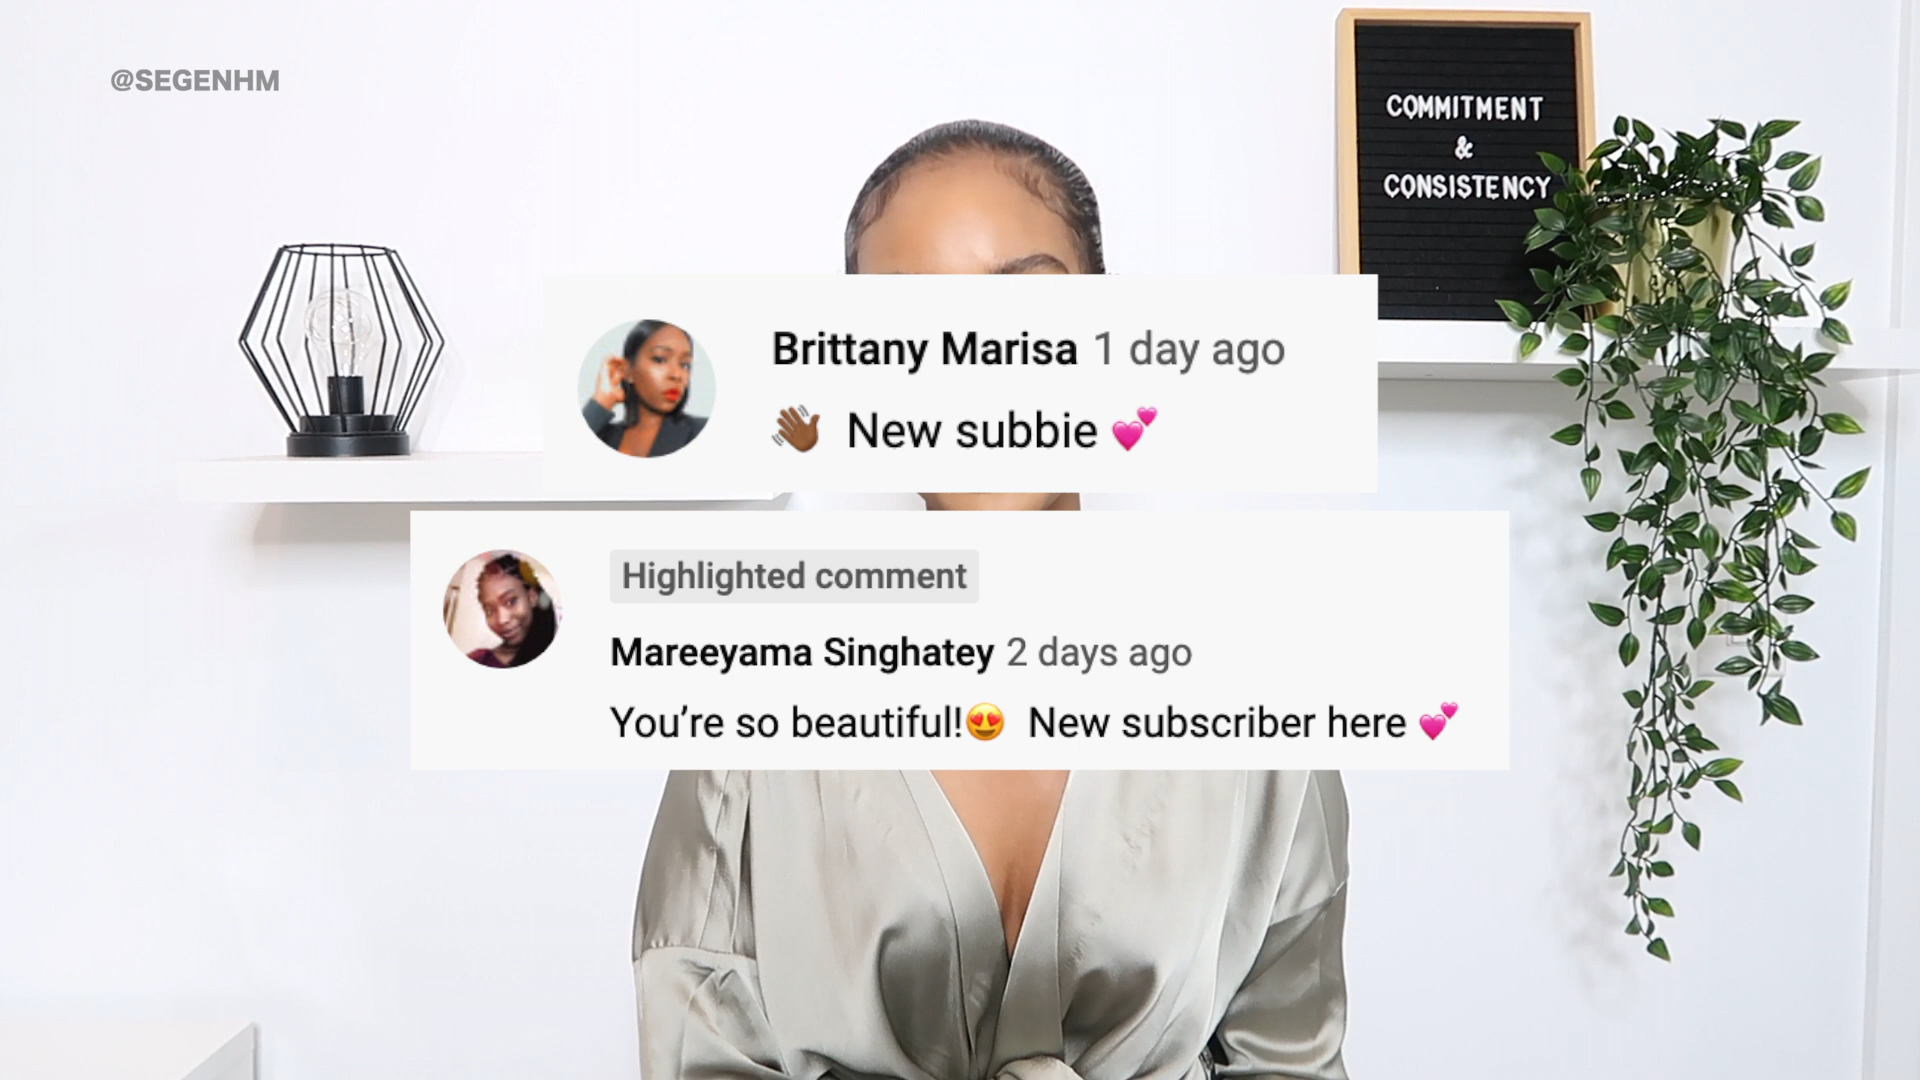 @SEGENHM
COMMITMENT
&
CONSISTENCY
Brittany Marisa 1 day ago
👋🏾 New subbie 💕
Highlighted comment
Mareeyama Singhatey 2 days ago
You’re so beautiful!😍 New subscriber here 💕